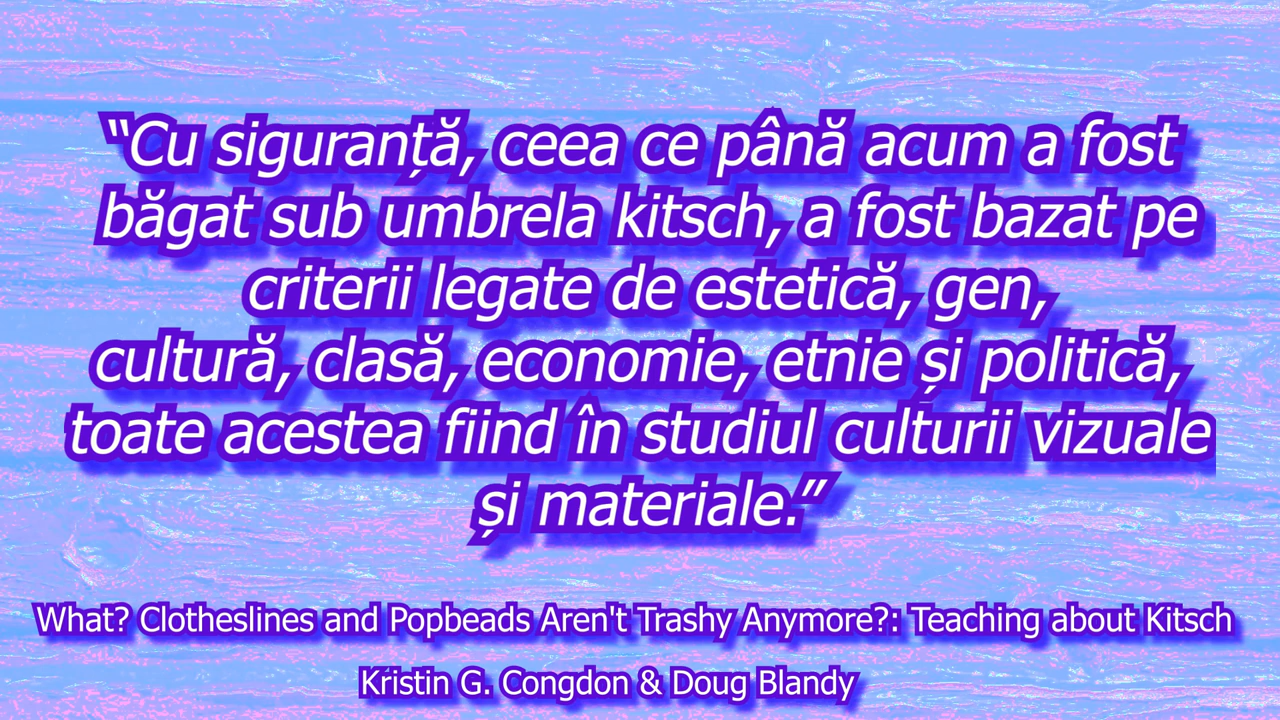 “Cu siguranță, ceea ce până acum a fost
băgat sub umbrela kitsch, a fost bazat pe
criterii legate de estetică, gen,
cultură, clasă, economie, etnie și politică,
toate acestea fiind în studiul culturii vizuale
și materiale.”
What? Clotheslines and Popbeads Aren't Trashy Anymore?: Teaching about Kitsch
Kristin G. Congdon & Doug Blandy